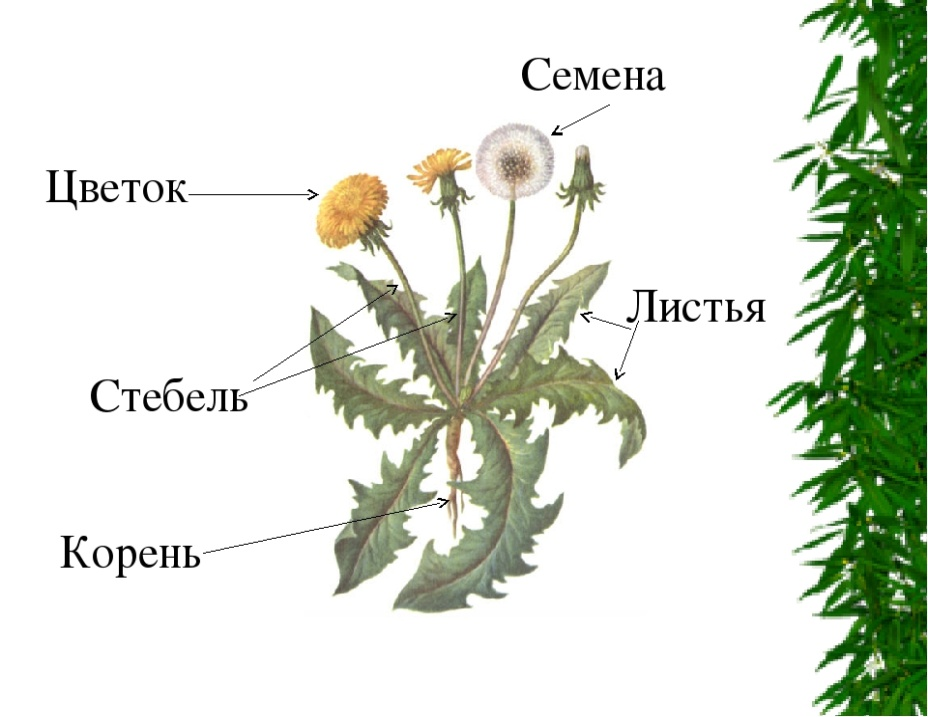 Семена
Цветок
Листья
Стебель
Корень